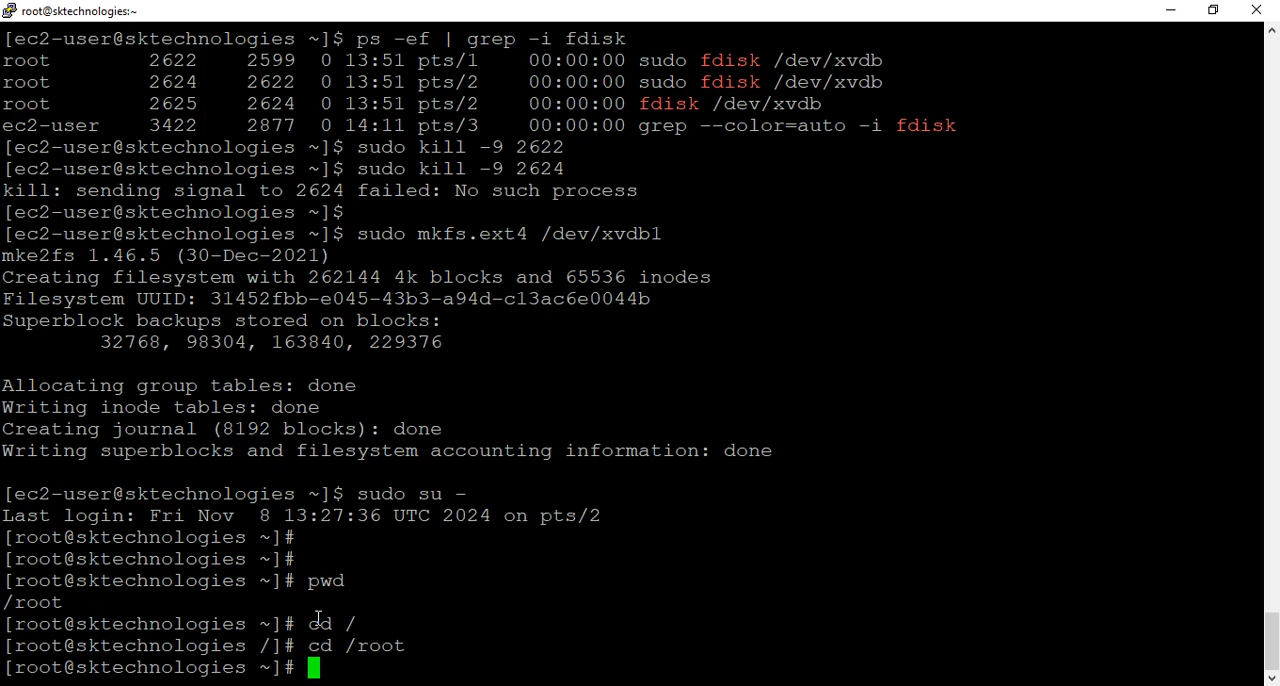 root@sktechnologies:~
[ec2-user@sktechnologies ~]$ ps -ef | grep -i fdisk
root 2622 2599 0 13:51 pts/1 00:00:00 sudo fdisk /dev/xvdb
root 2624 2622 0 13:51 pts/2 00:00:00 sudo fdisk /dev/xvdb
root 2625 2624 0 13:51 pts/2 00:00:00 fdisk /dev/xvdb
ec2-user 3422 2877 0 14:11 pts/3 00:00:00 grep --color=auto -i fdisk
[ec2-user@sktechnologies ~]$ sudo kill -9 2622
[ec2-user@sktechnologies ~]$ sudo kill -9 2624
kill: sending signal to 2624 failed: No such process
[ec2-user@sktechnologies ~]$
[ec2-user@sktechnologies ~]$ sudo mkfs.ext4 /dev/xvdb1
mke2fs 1.46.5 (30-Dec-2021)
Creating filesystem with 262144 4k blocks and 65536 inodes
Filesystem UUID: 31452fbb-e045-43b3-a94d-c13ac6e0044b
Superblock backups stored on blocks:
32768, 98304, 163840, 229376
Allocating group tables: done
Writing inode tables: done
Creating journal (8192 blocks): done
Writing superblocks and filesystem accounting information: done
[ec2-user@sktechnologies ~]$ sudo su -
Last login: Fri Nov 8 13:27:36 UTC 2024 on pts/2
[root@sktechnologies ~]#
[root@sktechnologies ~]#
[root@sktechnologies ~]# pwd
/root
[root@sktechnologies ~]# cd /
[root@sktechnologies /]# cd /root
[root@sktechnologies ~]#